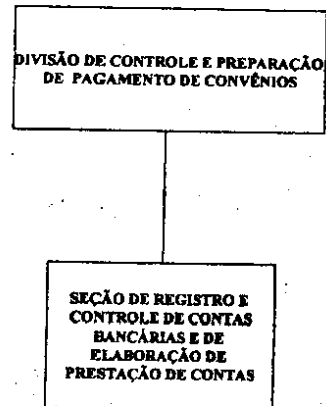 DIVISÃO DE CONTROLE E PREPARAÇÃO
DE PAGAMENTO DE CONVÊNIOS
SEÇÃO DE REGISTRO E
CONTROLE DE CONTAS
BANCÁRIAS E DE
ELABORAÇÃO DE
PRESTAÇÃO DE CONTAS